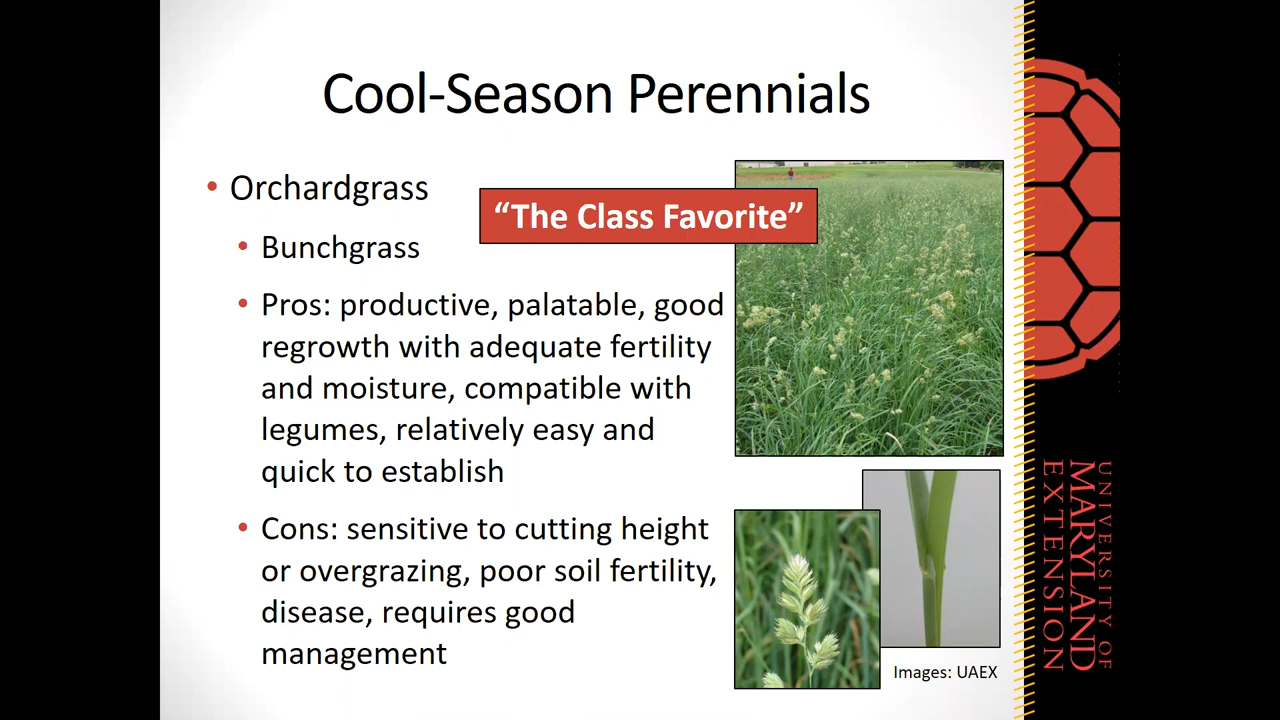 Cool-Season Perennials
• Orchardgrass
“The Class Favorite”
• Bunchgrass
• Pros: productive, palatable, good
regrowth with adequate fertility
and moisture, compatible with
legumes, relatively easy and
quick to establish
• Cons: sensitive to cutting height
or overgrazing, poor soil fertility,
disease, requires good
management
Images: UAEX
UNIVERSITY OF
MARYLAND
EXTENSION